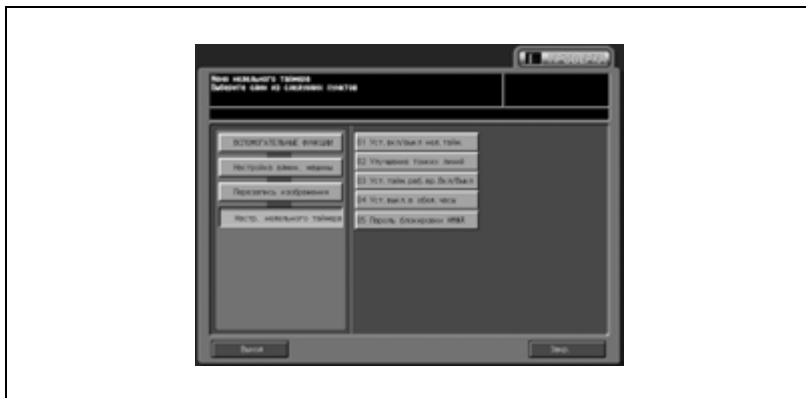 ПРОВЕРКА
Меню недельного таймера
Выберите один из следующих пунктов
ВСПОМОГАТЕЛЬНЫЕ ФУНКЦИИ
01 Уст.вкл/выкл нед.тайм.
Настройка админ. машины
02 Улучшение тонких линий
Перезапись изображения
03 Уст.тайм.раб.вр.Вкл/Выкл
Настр. недельного таймера
04 Уст.выкл.в обед.часы
05 Пароль блокировки
Выход
Закр.